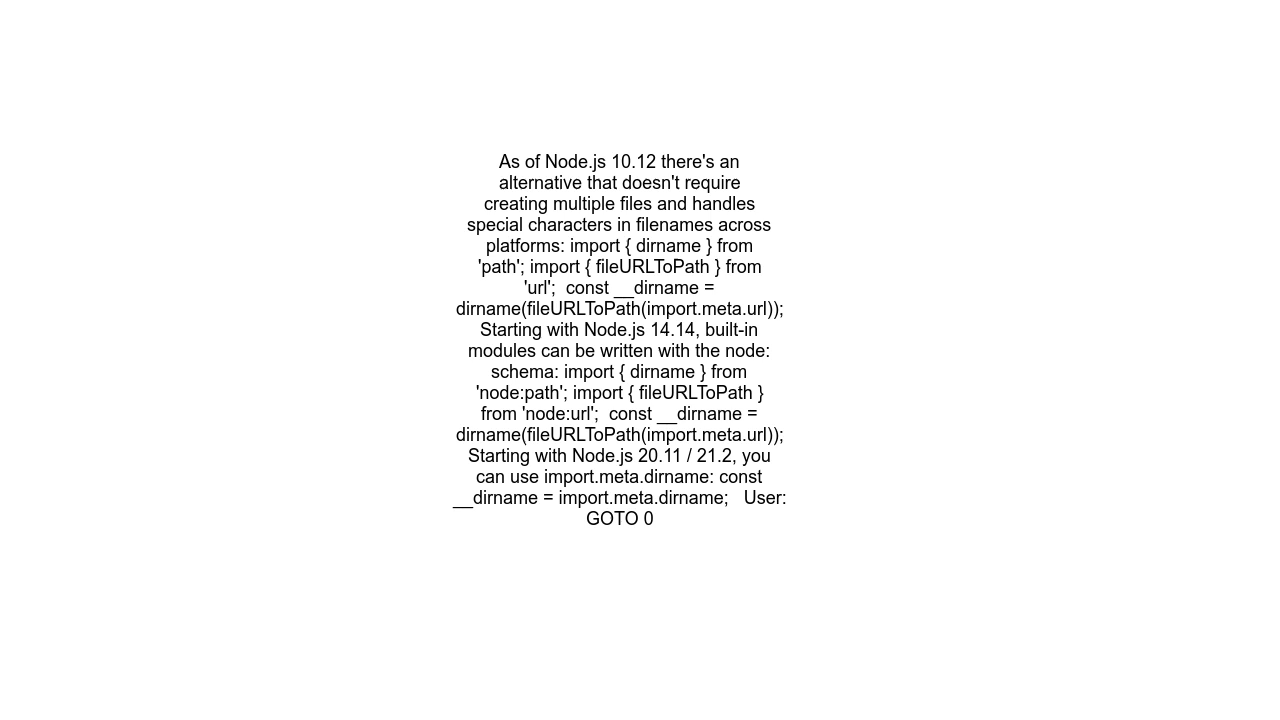 As of Node.js 10.12 there's an
alternative that doesn't require
creating multiple files and handles
special characters in filenames across
platforms: import { dirname } from
'path'; import { fileURLToPath } from
'url';  const __dirname =
dirname(fileURLToPath(import.meta.url));
Starting with Node.js 14.14, built-in
modules can be written with the node:
schema: import { dirname } from
'node:path'; import { fileURLToPath }
from 'node:url';  const __dirname =
dirname(fileURLToPath(import.meta.url));
Starting with Node.js 20.11 / 21.2, you
can use import.meta.dirname: const
__dirname = import.meta.dirname;   User:
GOTO 0